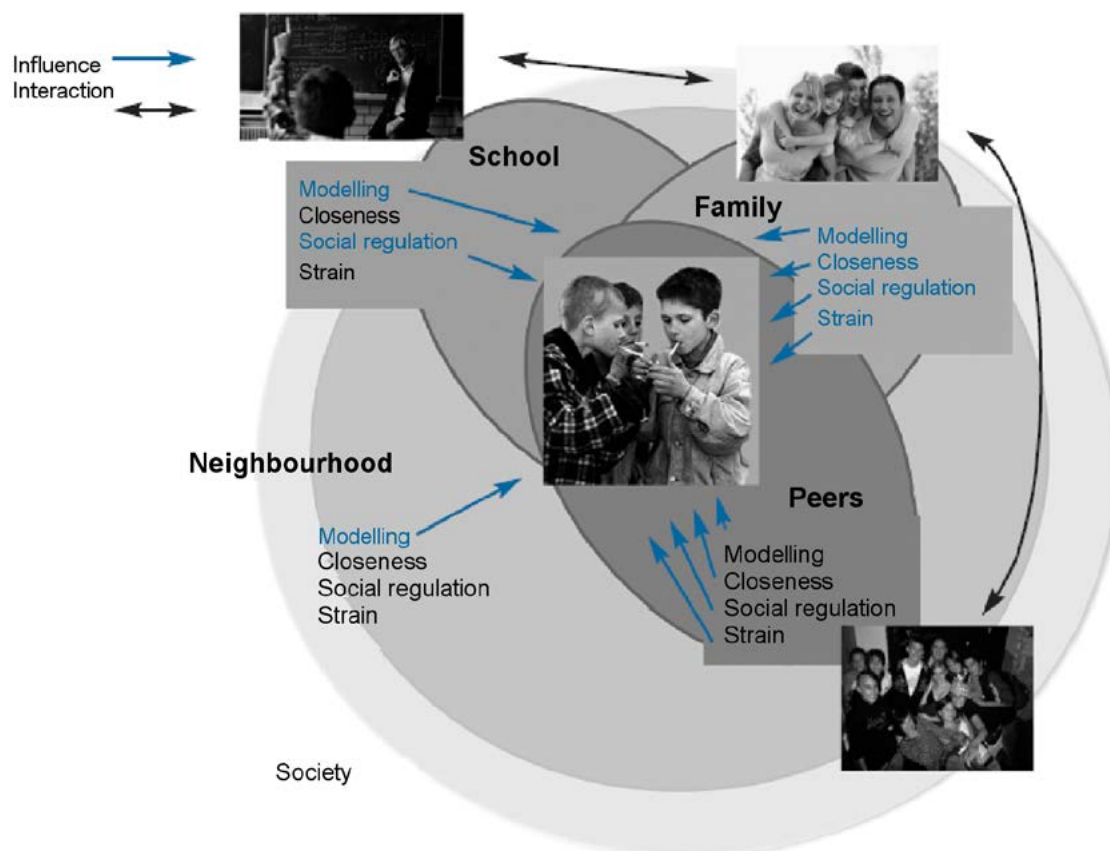 Influence
Interaction
School
Modelling
Closeness
Social regulation
Strain
Family
Modelling
Closeness
Social regulation
Strain
Neighbourhood
Modelling
Closeness
Social regulation
Strain
Peers
Modelling
Closeness
Social regulation
Strain
Society